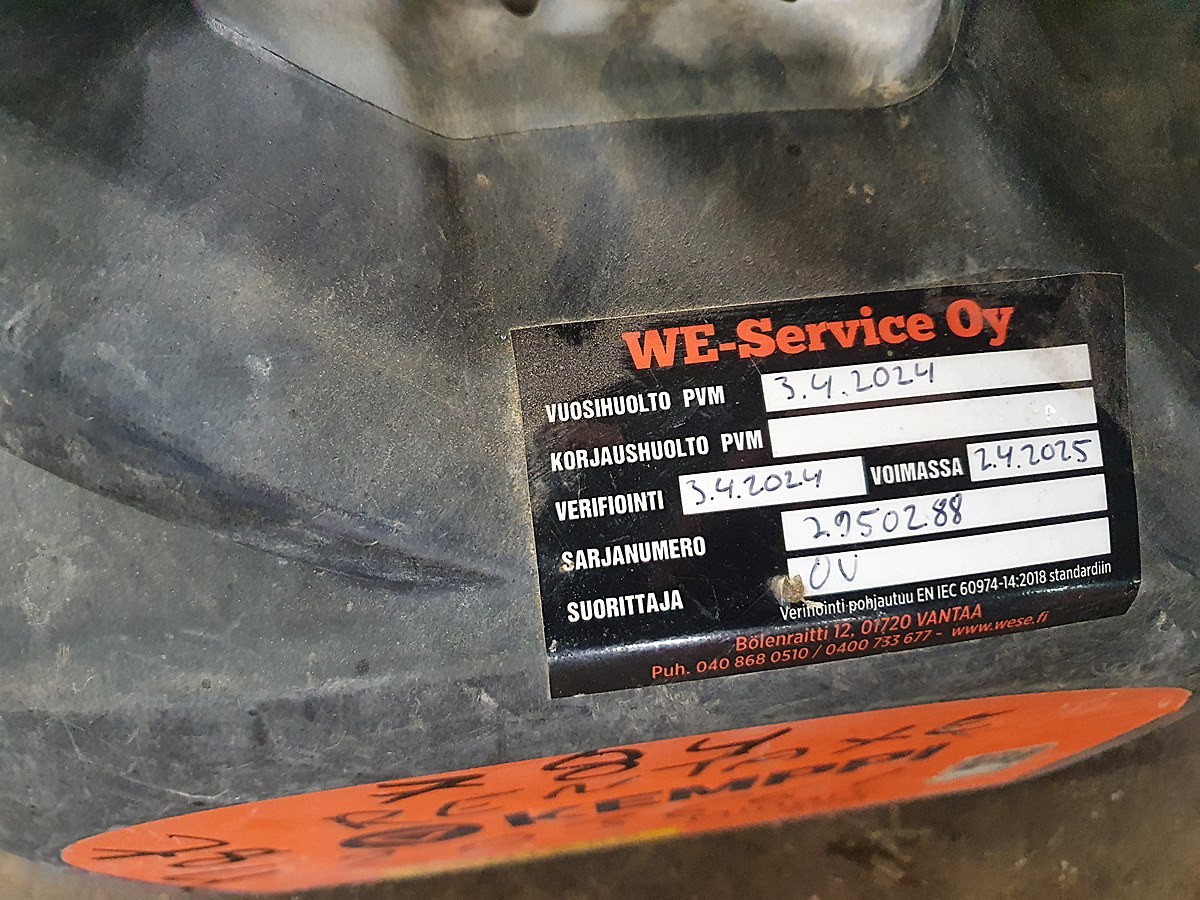 WE-Service Oy
VUOSIHUOLTO PVM 3.4.2024
KORJAUSHUOLTO PVM
VERIFIOINTI 3.4.2024 VOIMASSA 2.4.2025
SARJANUMERO 2950288
SUORITTAJA OV
Verifiointi pohjautuu EN IEC 60974-14:2018 standardiin
Bölenraitti 12, 01720 VANTAA
Puh. 040 868 0510 / 0400 733 677 - www.wese.fi
KEMPPI